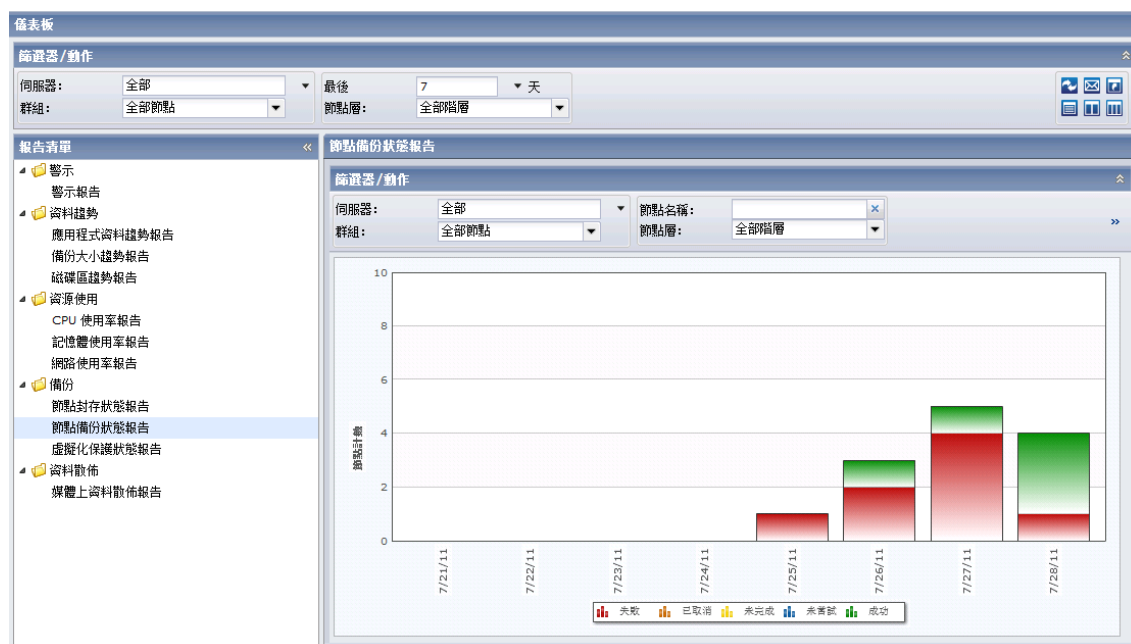 儀表板
篩選器/動作
伺服器: 全部 最後 7 天
群組: 全部節點 節點層: 全部階層
報告清單
警示
警示報告
資料趨勢
應用程式資料趨勢報告
備份大小趨勢報告
磁碟區趨勢報告
資源使用
CPU 使用率報告
記憶體使用率報告
網路使用率報告
備份
節點封存狀態報告
節點備份狀態報告
虛擬化保護狀態報告
資料散佈
媒體上資料散佈報告
節點備份狀態報告
篩選器/動作
伺服器: 全部 節點名稱:
群組: 全部節點 節點層: 全部階層
節點計數
10
8
6
4
2
0
7/21/11 7/22/11 7/23/11 7/24/11 7/25/11 7/26/11 7/27/11 7/28/11
失敗 已取消 未完成 未嘗試 成功